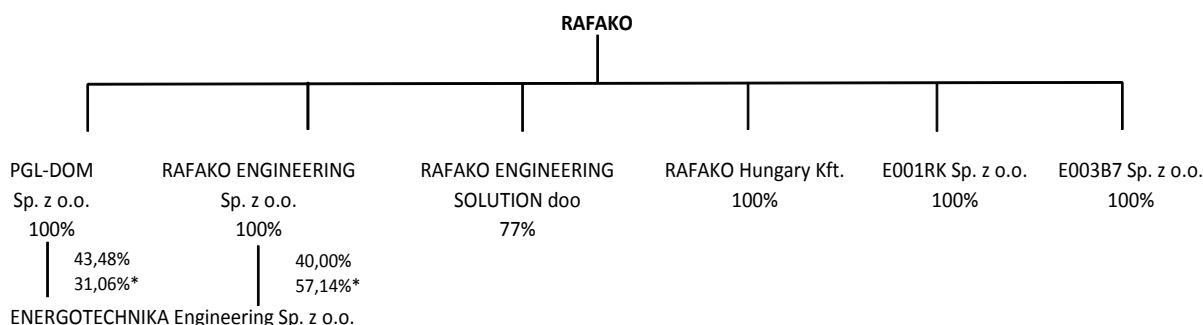 RAFAKO
PGL-DOM
Sp. z o.o.
100%
RAFAKO ENGINEERING
Sp. z o.o.
100%
RAFAKO ENGINEERING
SOLUTION doo
77%
RAFAKO Hungary Kft.
100%
E001RK Sp. z o.o.
100%
E003B7 Sp. z o.o.
100%
43,48%
31,06%*
40,00%
57,14%*
ENERGOTECHNIKA Engineering Sp. z o.o.